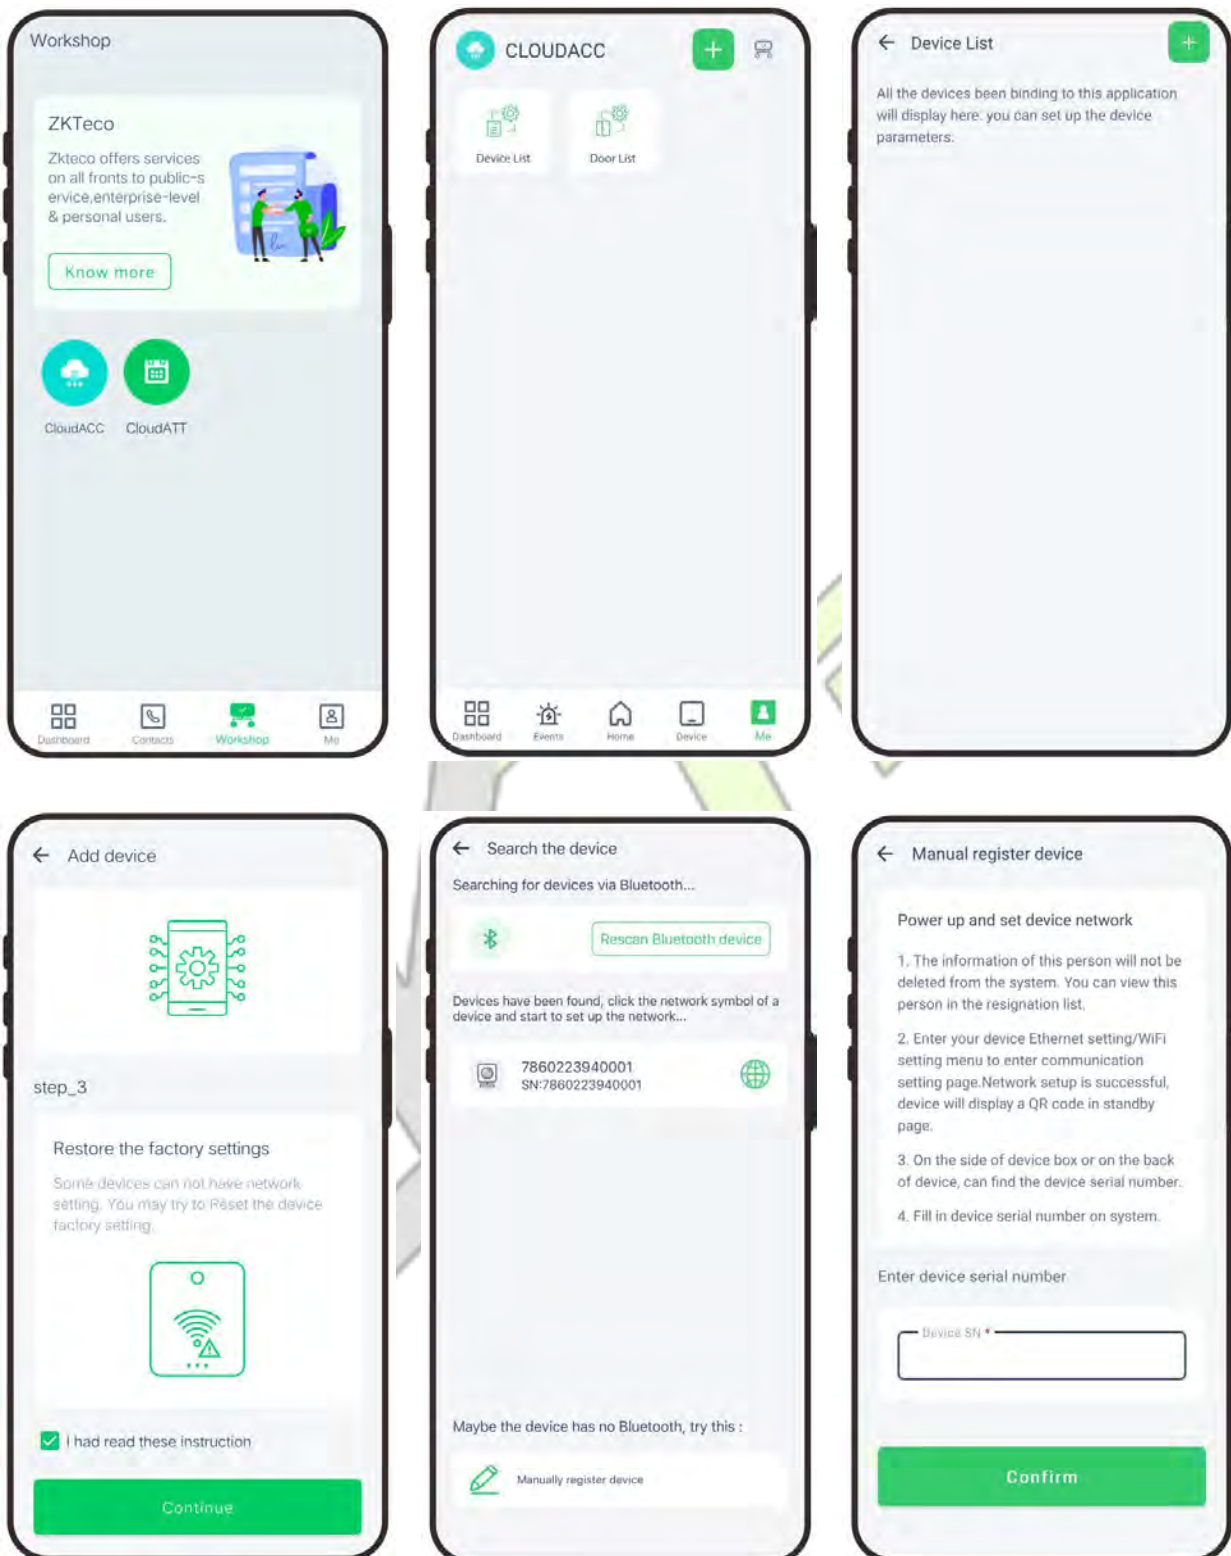 Workshop
ZKTeco
Zkteco offers services
on all fronts to public-s
ervice,enterprise-level
& personal users.
Know more
CloudACC
CloudATT
Dashboard
Contacts
Workshop
Me
CLOUDACC
Device List
Door List
Dashboard
Events
Home
Device
Me
Device List
All the devices been binding to this application
will display here. you can set up the device
parameters.
Add device
step_3
Restore the factory settings
Some devices can not have network
setting. You may try to Reset the device
factory setting.
I had read these instruction
Continue
Search the device
Searching for devices via Bluetooth...
Rescan Bluetooth device
Devices have been found, click the network symbol of a
device and start to set up the network...
7860223940001
SN:7860223940001
Maybe the device has no Bluetooth, try this :
Manually register device
Manual register device
Power up and set device network
1. The information of this person will not be
deleted from the system. You can view this
person in the resignation list.
2. Enter your device Ethernet setting/WiFi
setting menu to enter communication
setting page.Network setup is successful,
device will display a QR code in standby
page.
3. On the side of device box or on the back
of device, can find the device serial number.
4. Fill in device serial number on system.
Enter device serial number
Device SN *
Confirm